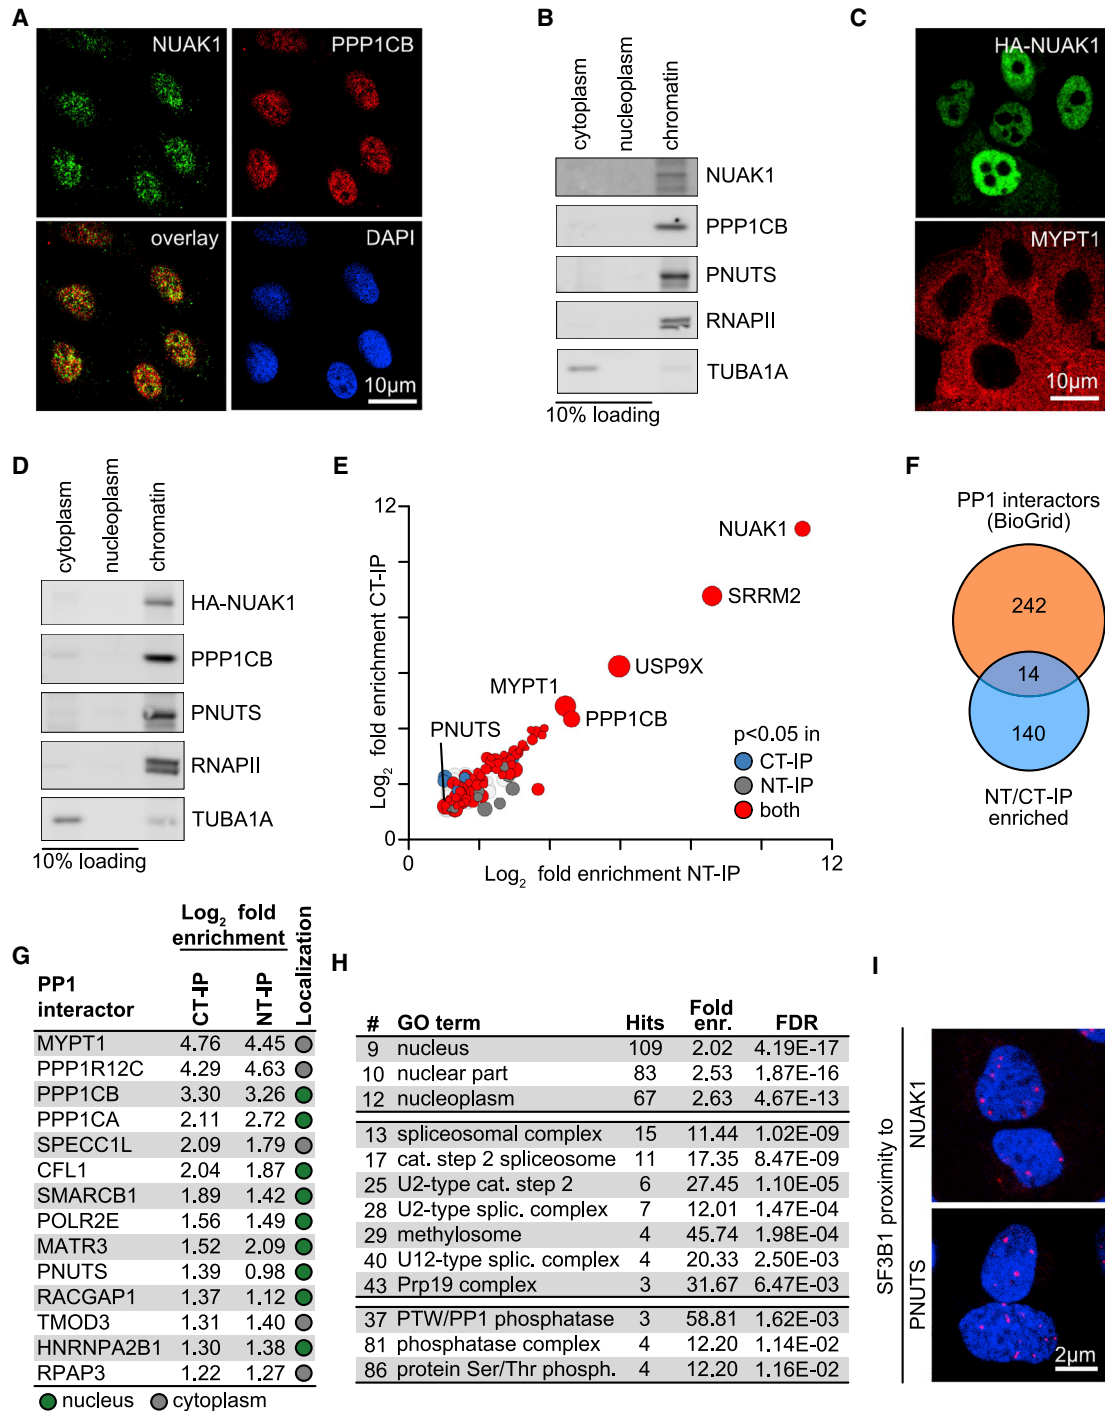 A
NUAK1
PPP1CB
overlay
DAPI
10µm
B
cytoplasm
nucleoplasm
chromatin
NUAK1
PPP1CB
PNUTS
RNAPII
TUBA1A
10% loading
C
HA-NUAK1
MYPT1
10µm
D
cytoplasm
nucleoplasm
chromatin
HA-NUAK1
PPP1CB
PNUTS
RNAPII
TUBA1A
10% loading
E
12
Log2 fold enrichment CT-IP
0
0
12
Log2 fold enrichment NT-IP
NUAK1
SRRM2
USP9X
MYPT1
PPP1CB
PNUTS
p<0.05 in
CT-IP
NT-IP
both
F
PP1 interactors
(BioGrid)
242
14
140
NT/CT-IP
enriched
G
Log2 fold
enrichment
PP1
interactor
CT-IP
NT-IP
Localization
MYPT1 4.76 4.45
PPP1R12C 4.29 4.63
PPP1CB 3.30 3.26
PPP1CA 2.11 2.72
SPECC1L 2.09 1.79
CFL1 2.04 1.87
SMARCB1 1.89 1.42
POLR2E 1.56 1.49
MATR3 1.52 2.09
PNUTS 1.39 0.98
RACGAP1 1.37 1.12
TMOD3 1.31 1.40
HNRNPA2B1 1.30 1.38
RPAP3 1.22 1.27
nucleus cytoplasm
H
# GO term Hits Fold enr. FDR
9 nucleus 109 2.02 4.19E-17
10 nuclear part 83 2.53 1.87E-16
12 nucleoplasm 67 2.63 4.67E-13
13 spliceosomal complex 15 11.44 1.02E-09
17 cat. step 2 spliceosome 11 17.35 8.47E-09
25 U2-type cat. step 2 6 27.45 1.10E-05
28 U2-type splic. complex 7 12.01 1.47E-04
29 methylosome 4 45.74 1.98E-04
40 U12-type splic. complex 4 20.33 2.50E-03
43 Prp19 complex 3 31.67 6.47E-03
37 PTW/PP1 phosphatase 3 58.81 1.62E-03
81 phosphatase complex 4 12.20 1.14E-02
86 protein Ser/Thr phosph. 4 12.20 1.16E-02
I
SF3B1 proximity to
NUAK1
PNUTS
2µm